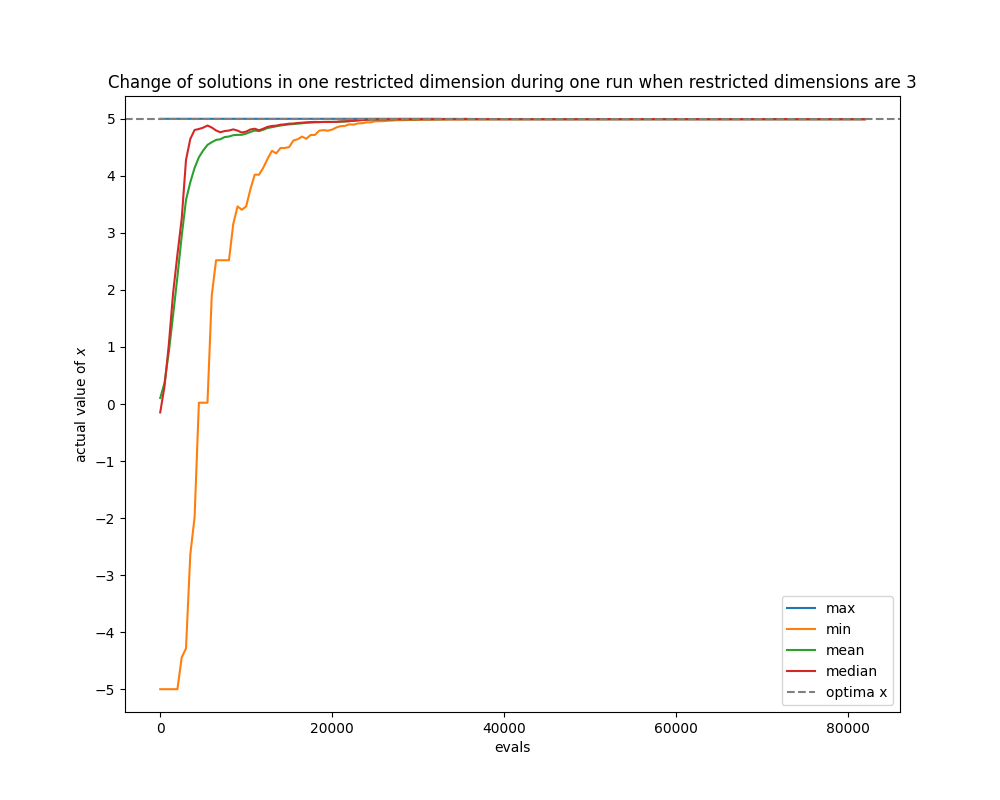 Change of solutions in one restricted dimension during one run when restricted dimensions are 3
5
4
3
2
1
0
−1
−2
−3
−4
−5
actual value of x
0
20000
40000
60000
80000
evals
max
min
mean
median
optima x